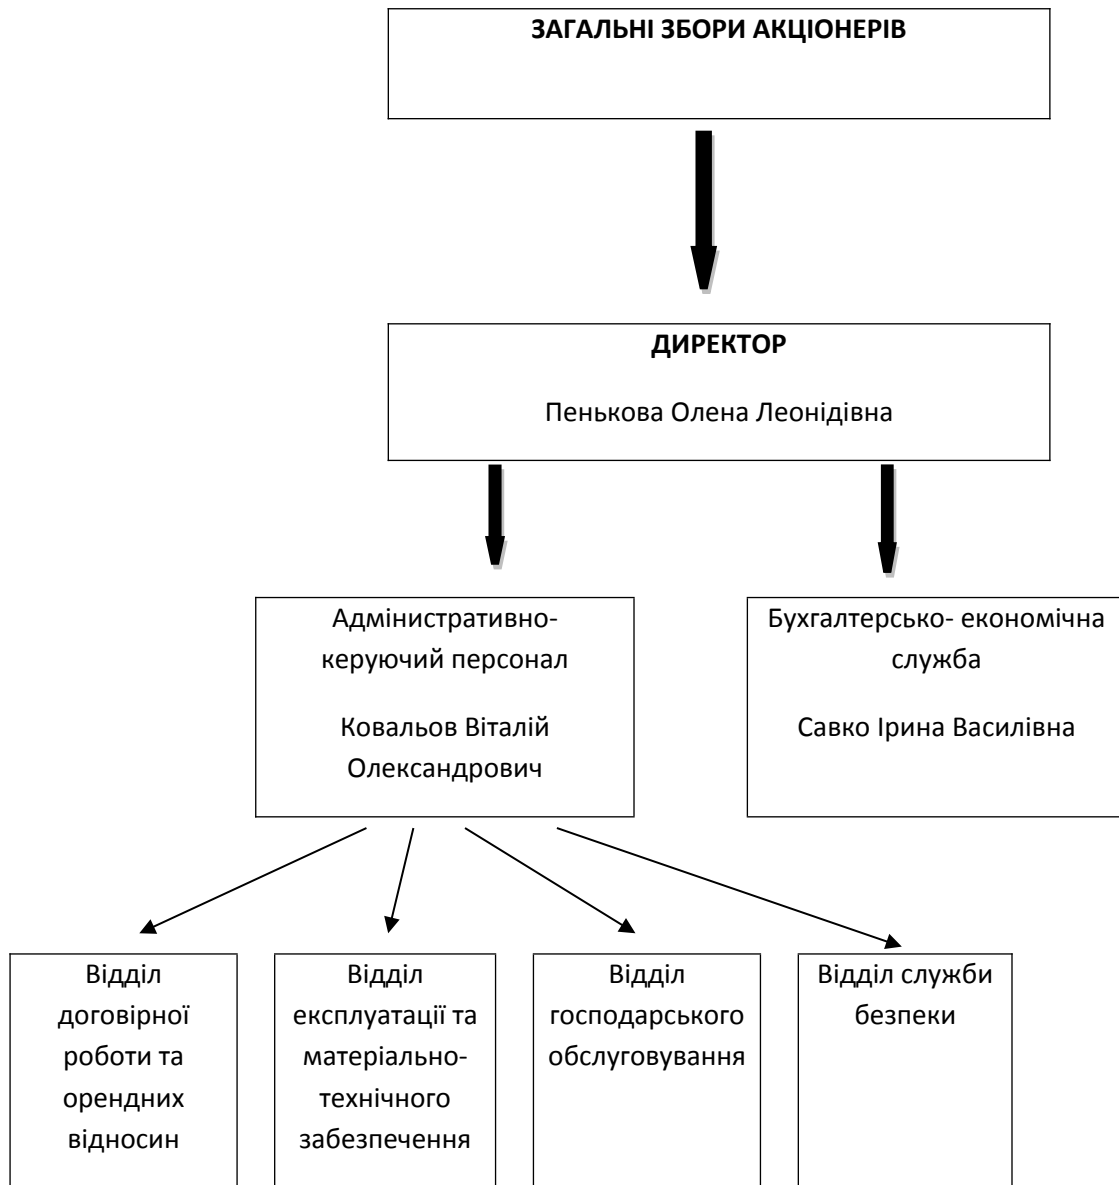 ЗАГАЛЬНІ ЗБОРИ АКЦІОНЕРІВ
ДИРЕКТОР
Пенькова Олена Леонідівна
Адміністративно-
керуючий персонал
Ковальов Віталій
Олександрович
Бухгалтерсько- економічна
служба
Савко Ірина Василівна
Відділ
договірної
роботи та
орендних
відносин
Відділ
експлуатації та
матеріально-
технічного
забезпечення
Відділ
господарського
обслуговування
Відділ служби
безпеки